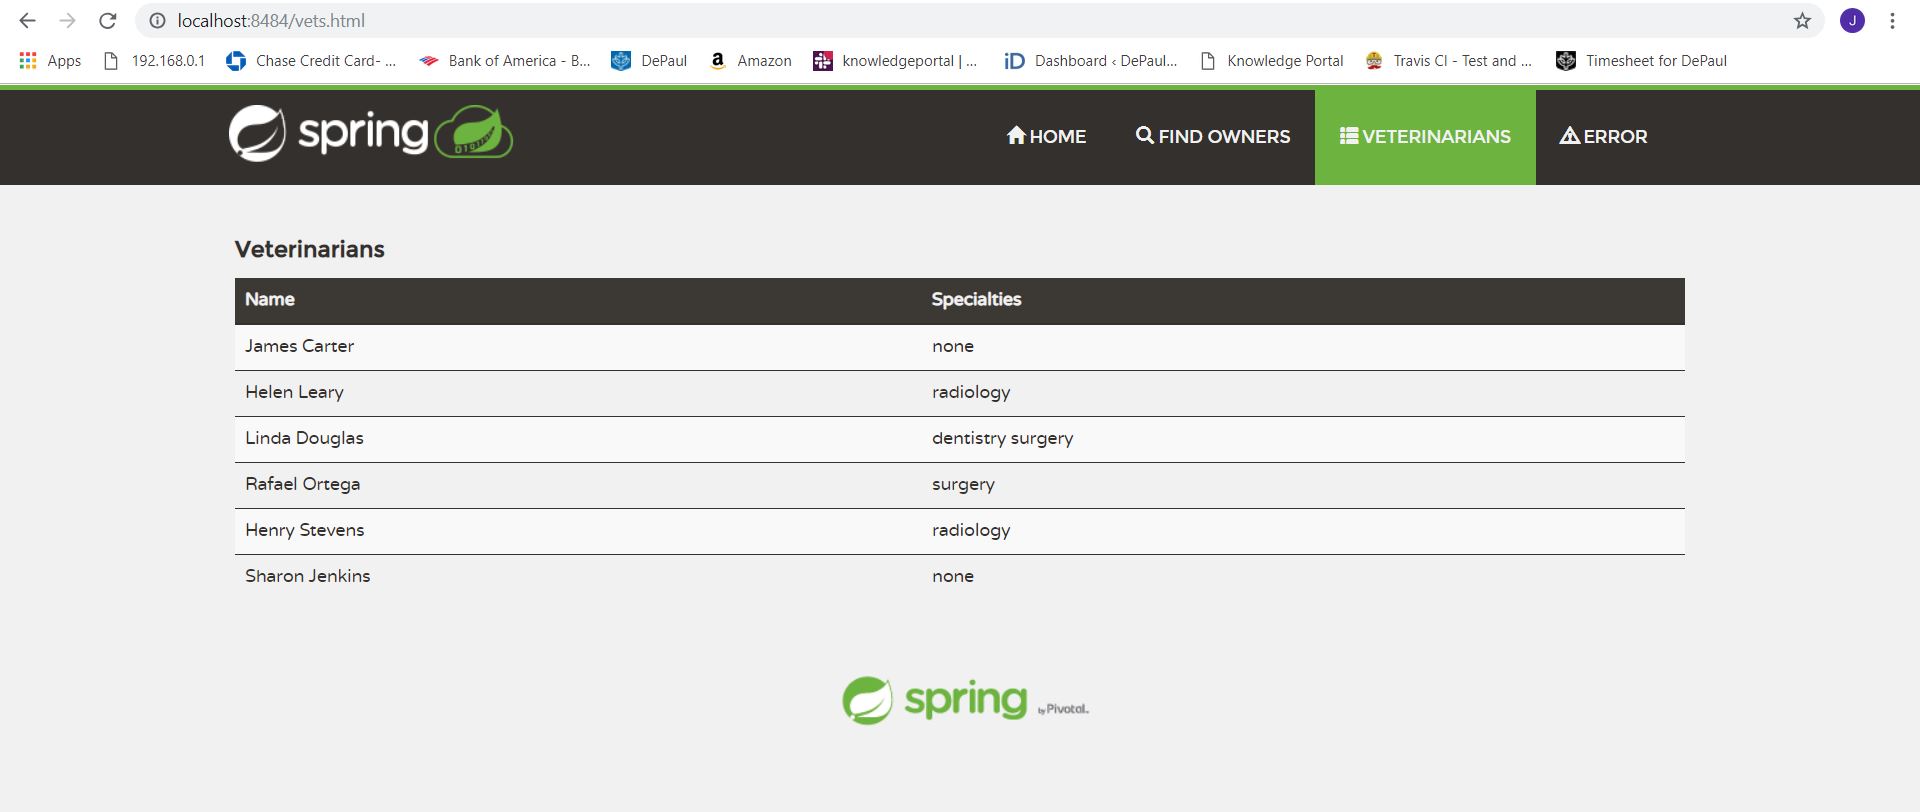 localhost:8484/vets.html
J
Apps 192.168.0.1 Chase Credit Card- ... Bank of America - B... DePaul Amazon knowledgeportal | ... Dashboard ‹ DePaul... Knowledge Portal Travis CI - Test and ... Timesheet for DePaul
spring HOME FIND OWNERS VETERINARIANS ERROR
Veterinarians
Name Specialties
James Carter none
Helen Leary radiology
Linda Douglas dentistry surgery
Rafael Ortega surgery
Henry Stevens radiology
Sharon Jenkins none
spring by Pivotal.